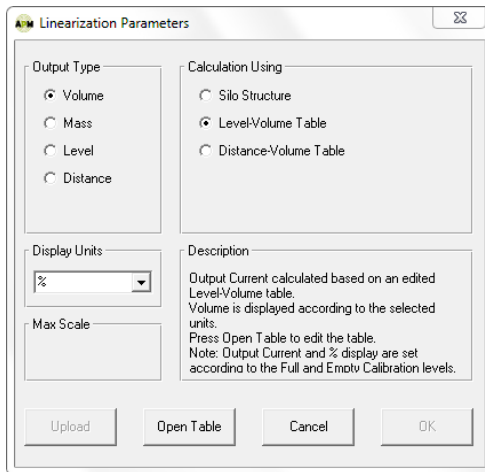 APM Linearization Parameters
Output Type
Volume
Mass
Level
Distance
Calculation Using
Silo Structure
Level-Volume Table
Distance-Volume Table
Display Units
%
Max Scale
Description
Output Current calculated based on an edited
Level-Volume table.
Volume is displayed according to the selected
units.
Press Open Table to edit the table.
Note: Output Current and % display are set
according to the Full and Empty Calibration levels.
Upload
Open Table
Cancel
OK